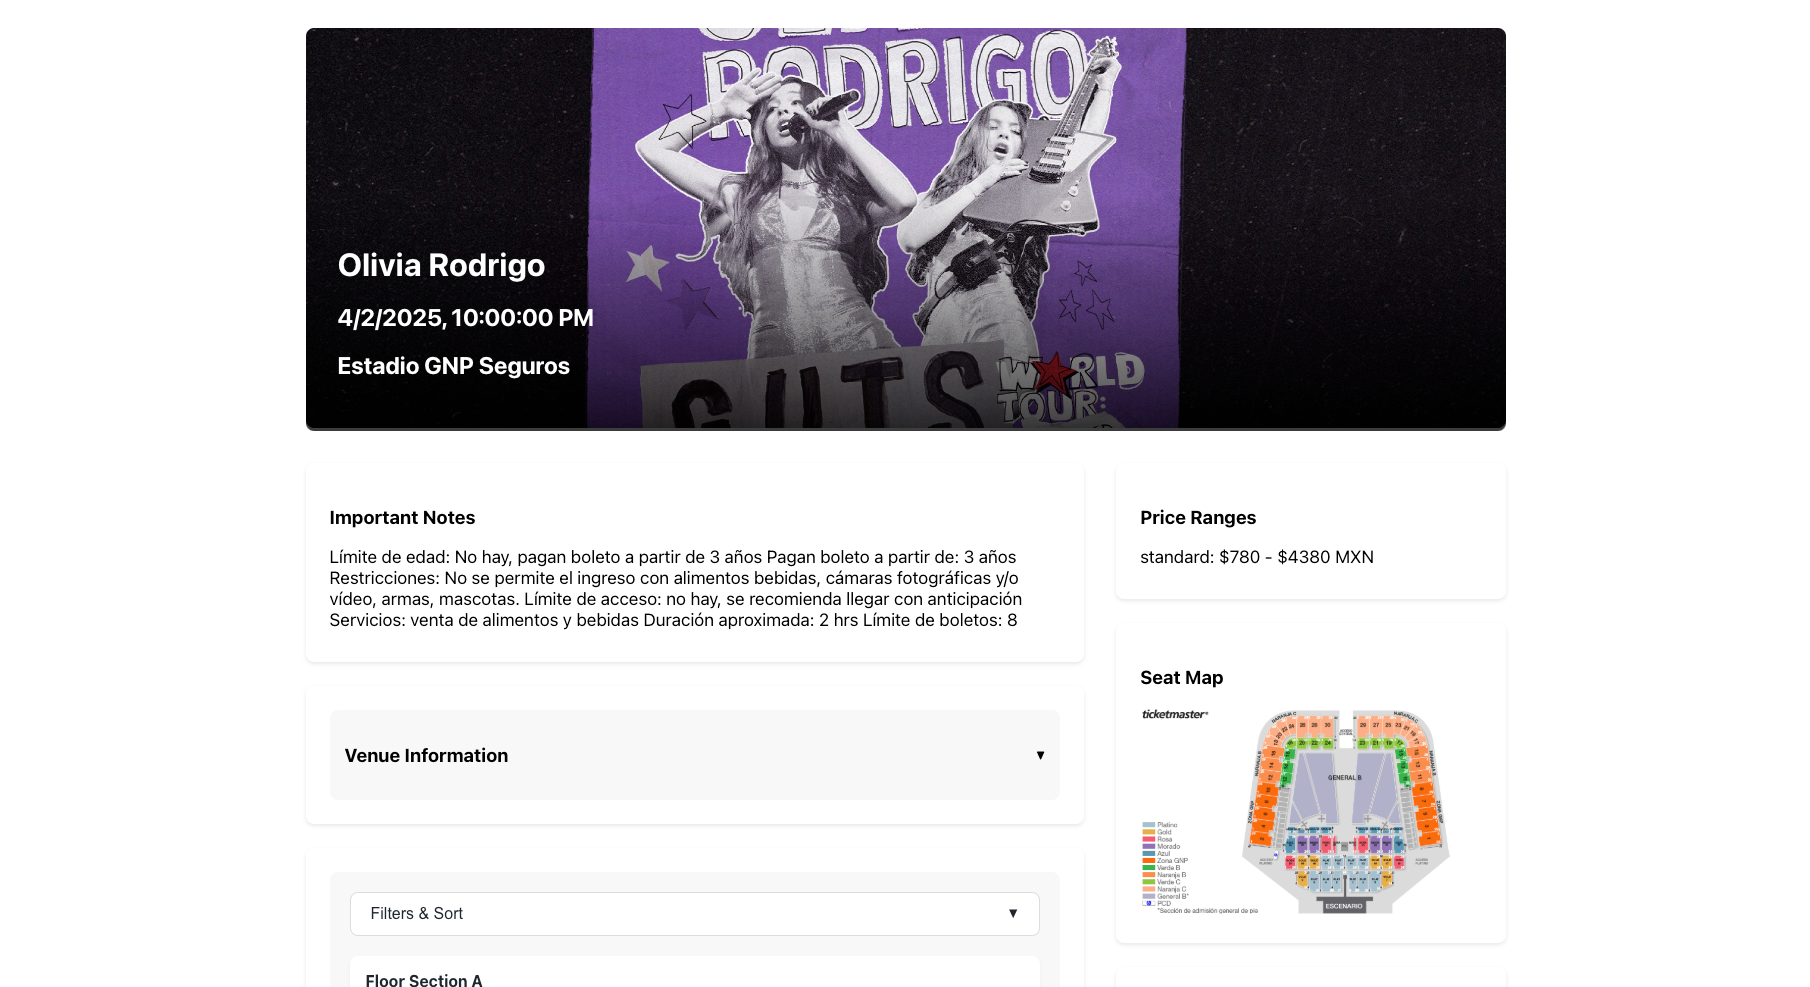 RODRIGO
GUTS WORLD
TOUR:
Olivia Rodrigo
4/2/2025, 10:00:00 PM
Estadio GNP Seguros
Important Notes
Límite de edad: No hay, pagan boleto a partir de 3 años Pagan boleto a partir de: 3 años
Restricciones: No se permite el ingreso con alimentos bebidas, cámaras fotográficas y/o
vídeo, armas, mascotas. Límite de acceso: no hay, se recomienda llegar con anticipación
Servicios: venta de alimentos y bebidas Duración aproximada: 2 hrs Límite de boletos: 8
Venue Information
▼
Filters & Sort
▼
Floor Section A
Price Ranges
standard: $780 - $4380 MXN
Seat Map
ticketmaster®
NARANJA C
NARANJA C
GENERAL B
ESCENARIO
Platino
Gold
Rosa
Morado
Azul
Zona GNP
Verde B
Naranja B
Verde C
Naranja C
General B*
PCD
*Sección de admisión general de pie